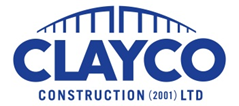 CLAYCO
CONSTRUCTION (2001) LTD